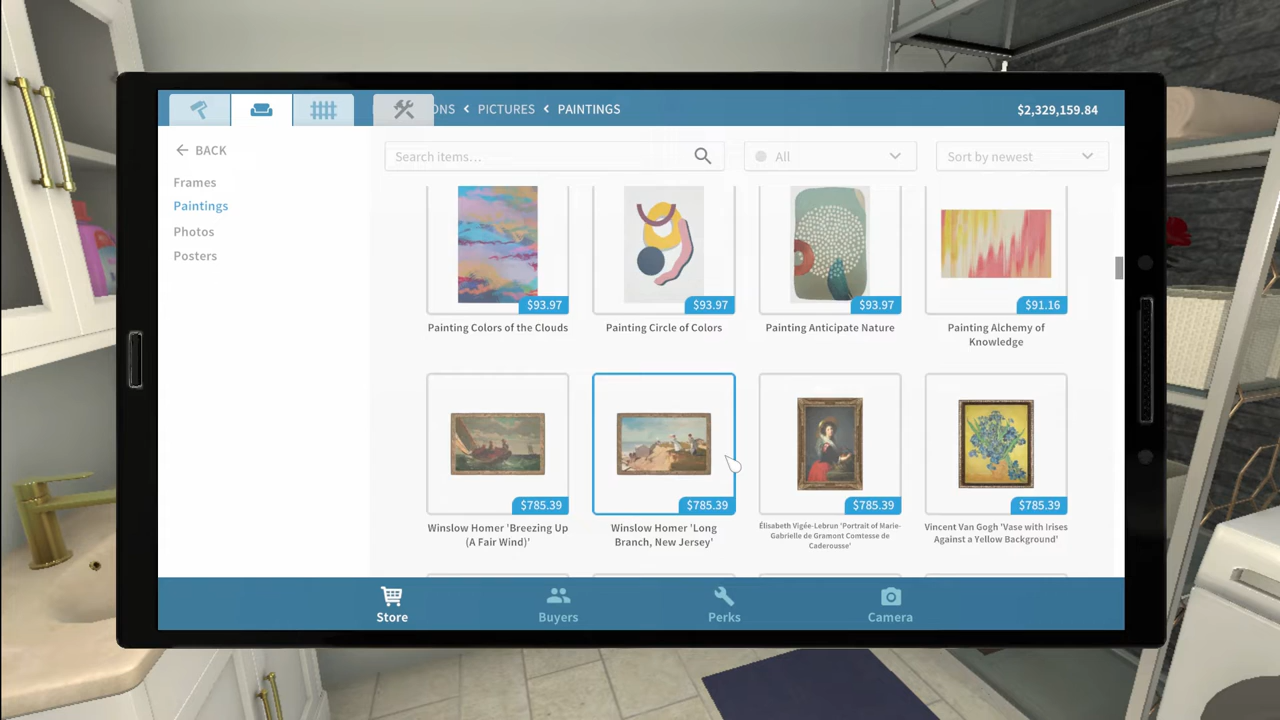 ONS < PICTURES < PAINTINGS
$2,329,159.84
BACK
Frames
Paintings
Photos
Posters
Search items...
All
Sort by newest
$93.97
$93.97
$93.97
$91.16
Painting Colors of the Clouds
Painting Circle of Colors
Painting Anticipate Nature
Painting Alchemy of
Knowledge
$785.39
$785.39
$785.39
$785.39
Winslow Homer 'Breezing Up
(A Fair Wind)'
Winslow Homer 'Long
Branch, New Jersey'
Élisabeth Vigée-Lebrun 'Portrait of Marie-
Gabrielle de Gramont Comtesse de
Caderousse'
Vincent Van Gogh 'Vase with Irises
Against a Yellow Background'
Store
Buyers
Perks
Camera